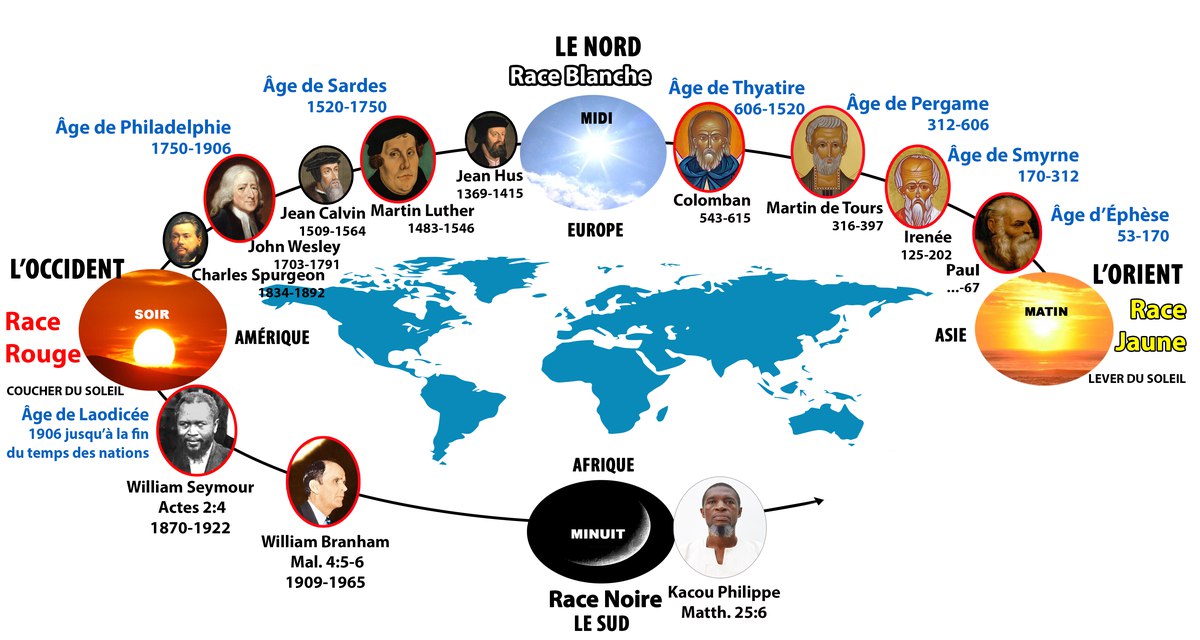 LE NORD
Race Blanche
MIDI
EUROPE
Âge de Sardes
1520-1750
Âge de Philadelphie
1750-1906
Âge de Thyatire
606-1520
Âge de Pergame
312-606
Âge de Smyrne
170-312
Âge d'Éphèse
53-170
Jean Hus
1369-1415
Martin Luther
1483-1546
Jean Calvin
1509-1564
John Wesley
1703-1791
Charles Spurgeon
1834-1892
Colomban
543-615
Martin de Tours
316-397
Irenée
125-202
Paul
...-67
L'OCCIDENT
SOIR
Race
Rouge
AMÉRIQUE
COUCHER DU SOLEIL
L'ORIENT
MATIN
Race
Jaune
ASIE
LEVER DU SOLEIL
Âge de Laodicée
1906 jusqu'à la fin
du temps des nations
William Seymour
Actes 2:4
1870-1922
William Branham
Mal. 4:5-6
1909-1965
AFRIQUE
MINUIT
Race Noire
LE SUD
Kacou Philippe
Matth. 25:6